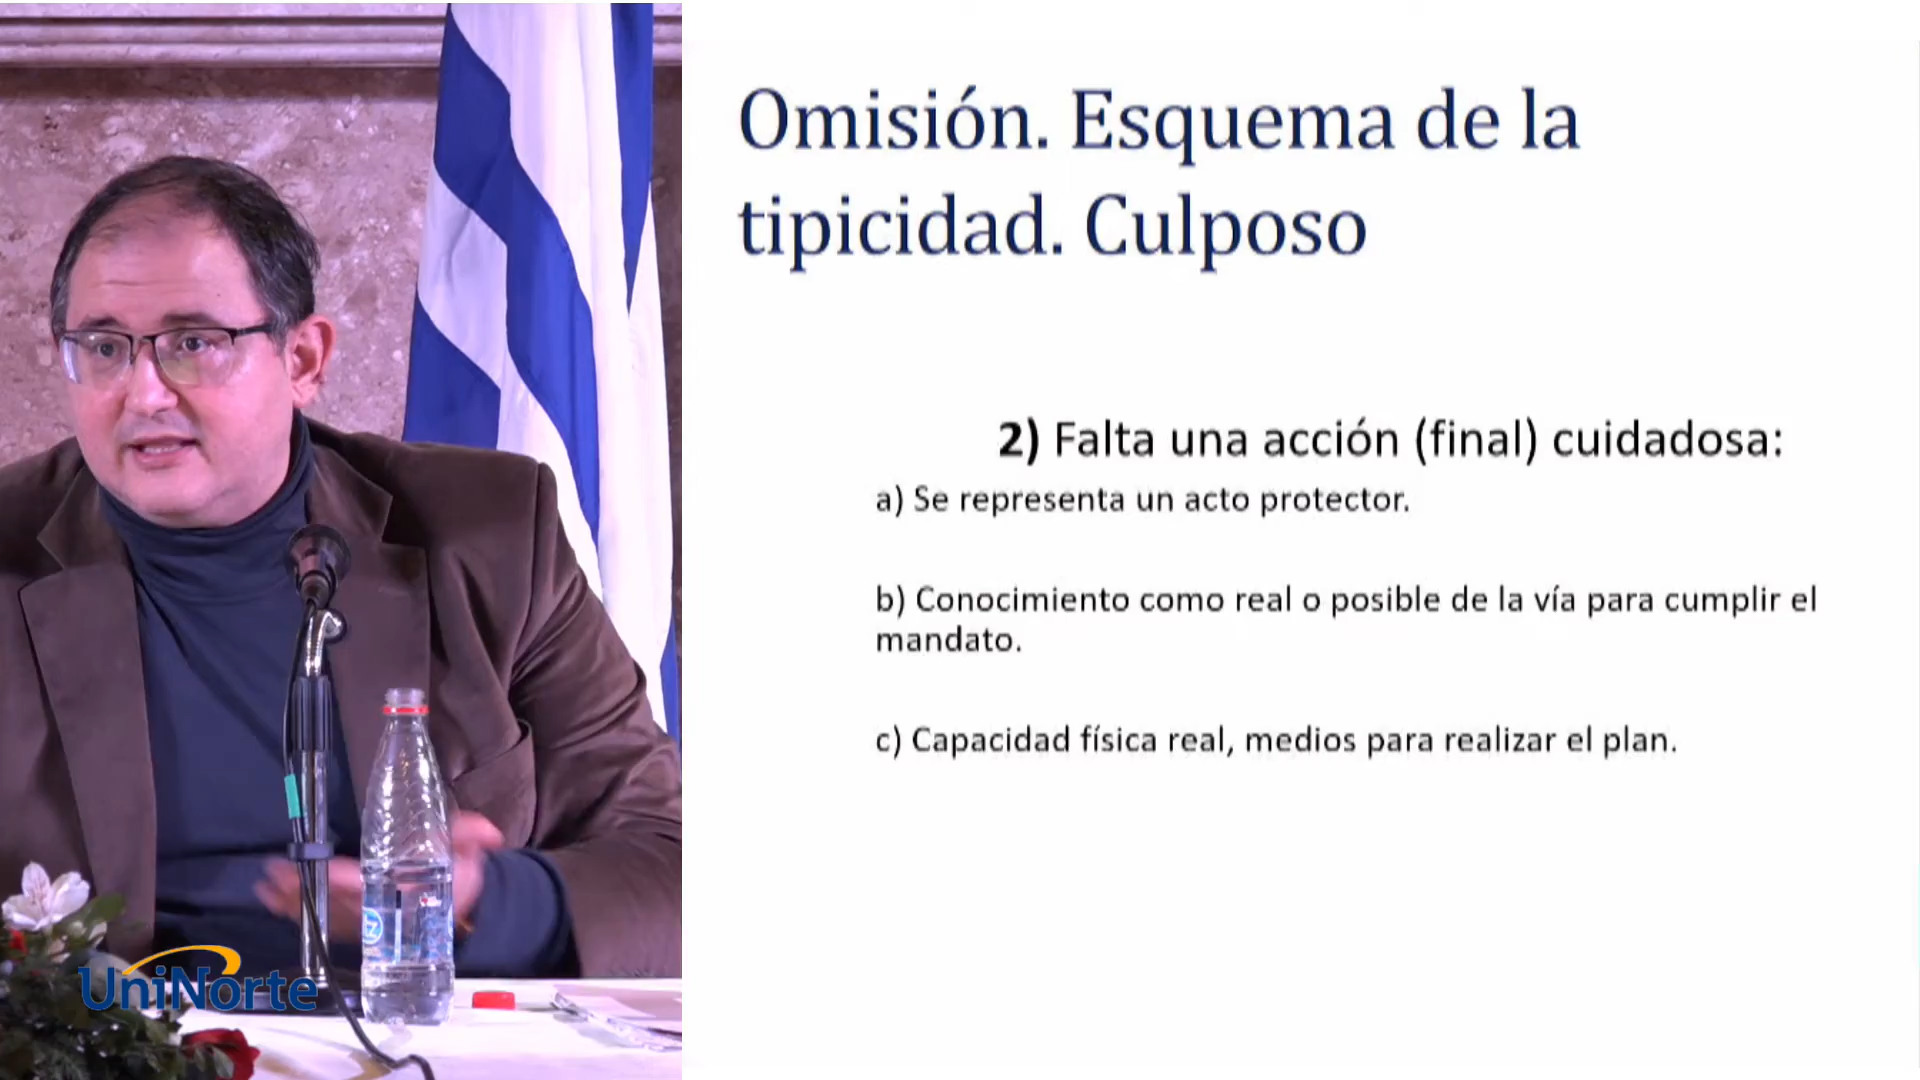 Omisión. Esquema de la
tipicidad. Culposo
2) Falta una acción (final) cuidadosa:
a) Se representa un acto protector.
b) Conocimiento como real o posible de la vía para cumplir el
mandato.
c) Capacidad física real, medios para realizar el plan.
UniNorte